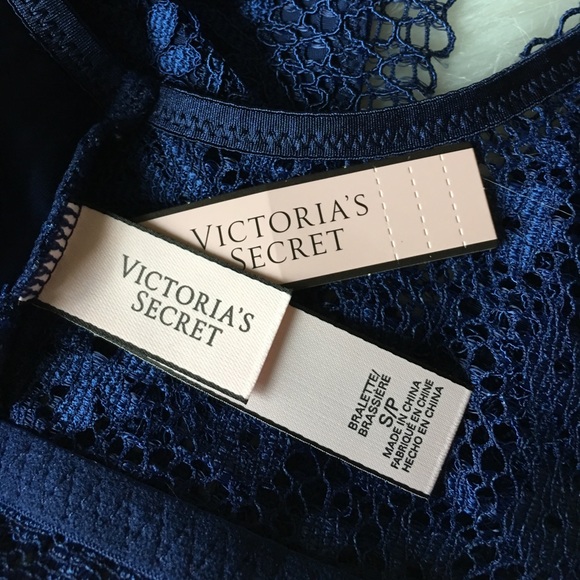 VICTORIA'S
SECRET
VICTORIA'S
SECRET
BRALETTE/
BRASSIÈRE
S/P
MADE IN CHINA
FABRIQUÉ EN CHINE
HECHO EN CHINA